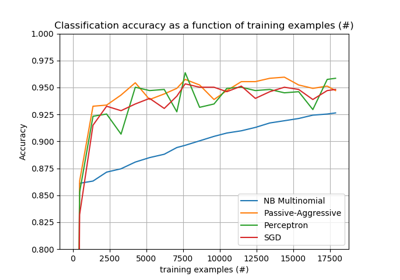 Classification accuracy as a function of training examples (#)
1.000
0.975
0.950
0.925
0.900
0.875
0.850
0.825
0.800
Accuracy
NB Multinomial
Passive-Aggressive
Perceptron
SGD
0 2500 5000 7500 10000 12500 15000 17500
training examples (#)